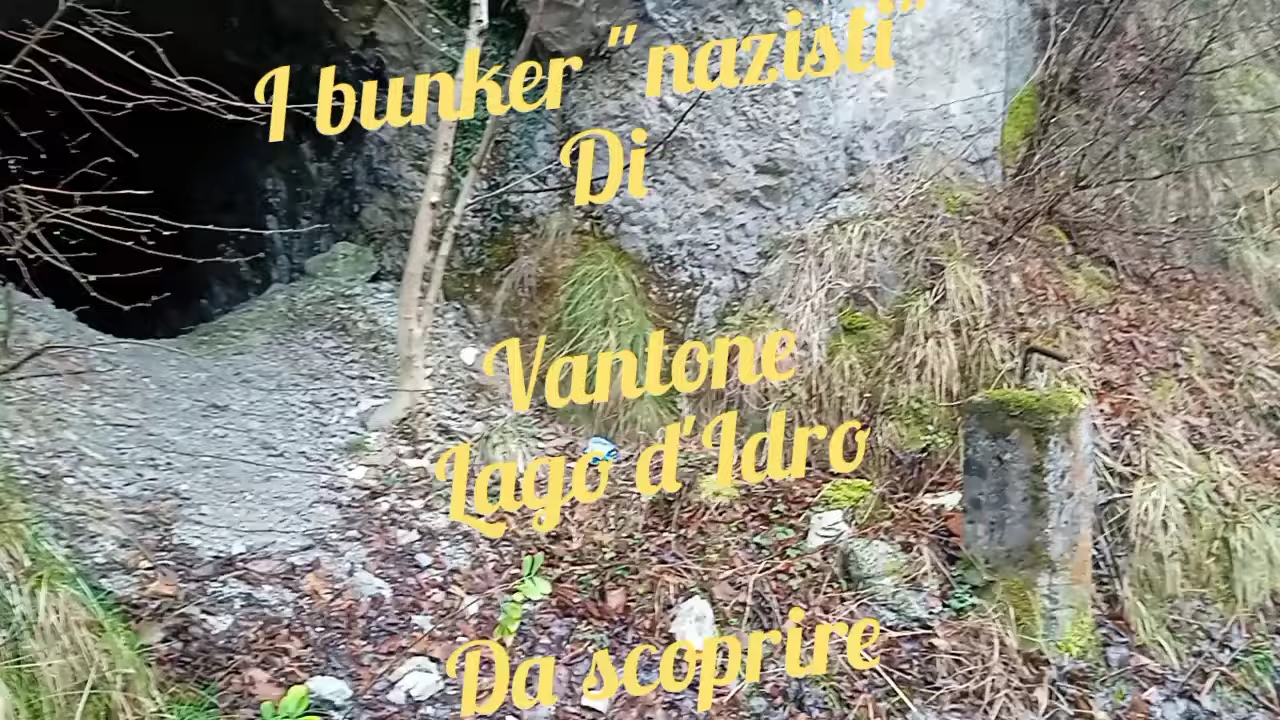 I bunker "nazisti"
Di
Vantone
Lago d'Idro
Da scoprire